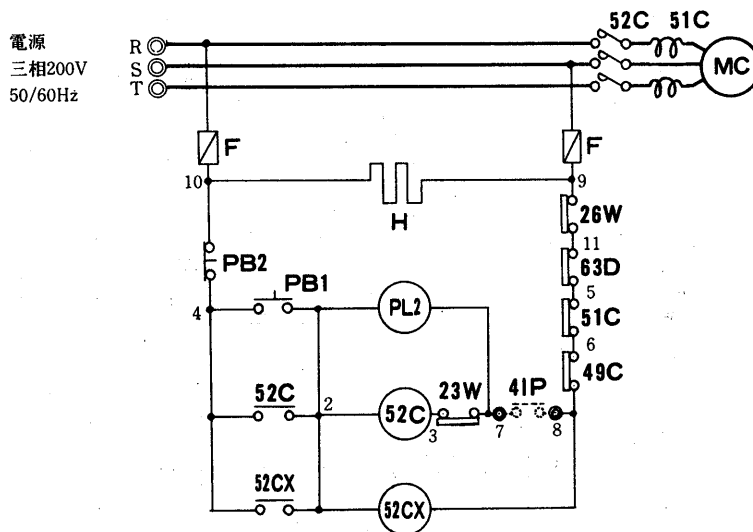 52C 51C
電源
三相200V
50/60Hz
R
S
T
MC
F
F
10
9
H
26W
11
PB2
63D
PB1
5
4
PL2
51C
6
49C
52C
2
52C
23W
41P
3
7
8
52CX
52CX